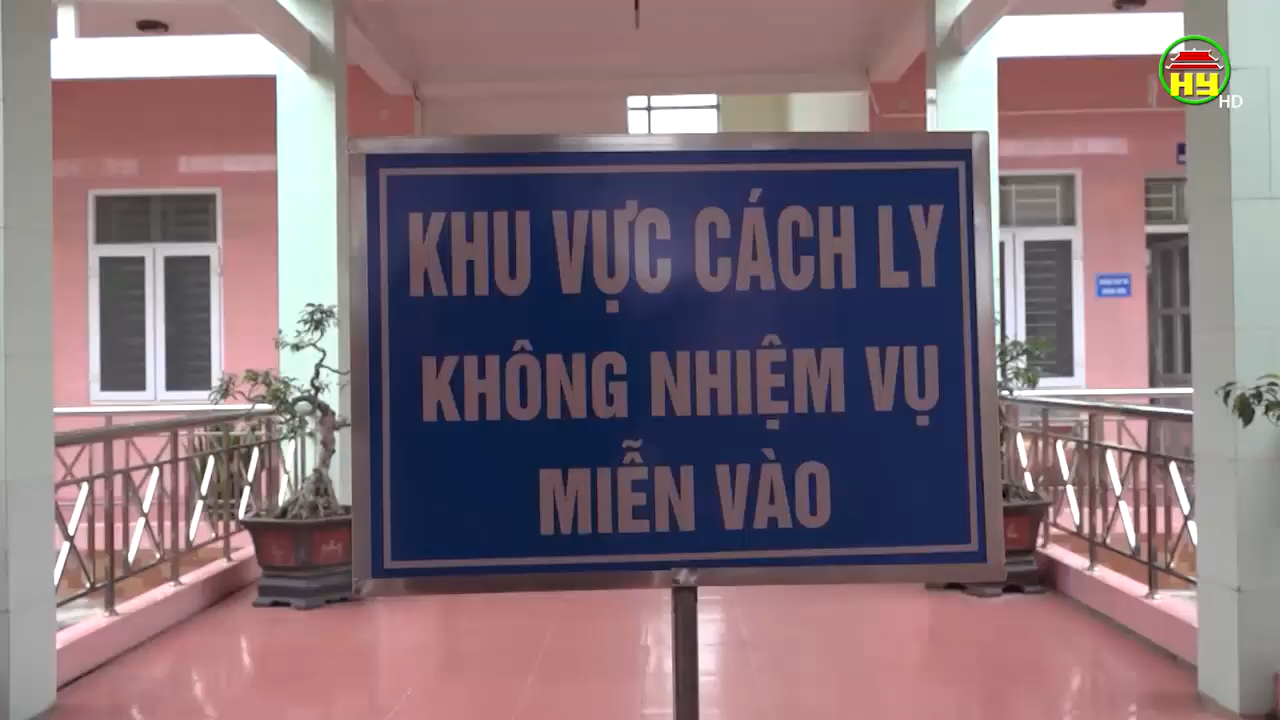 HY
HD
KHU VỰC CÁCH LY
KHÔNG NHIỆM VỤ
MIỄN VÀO